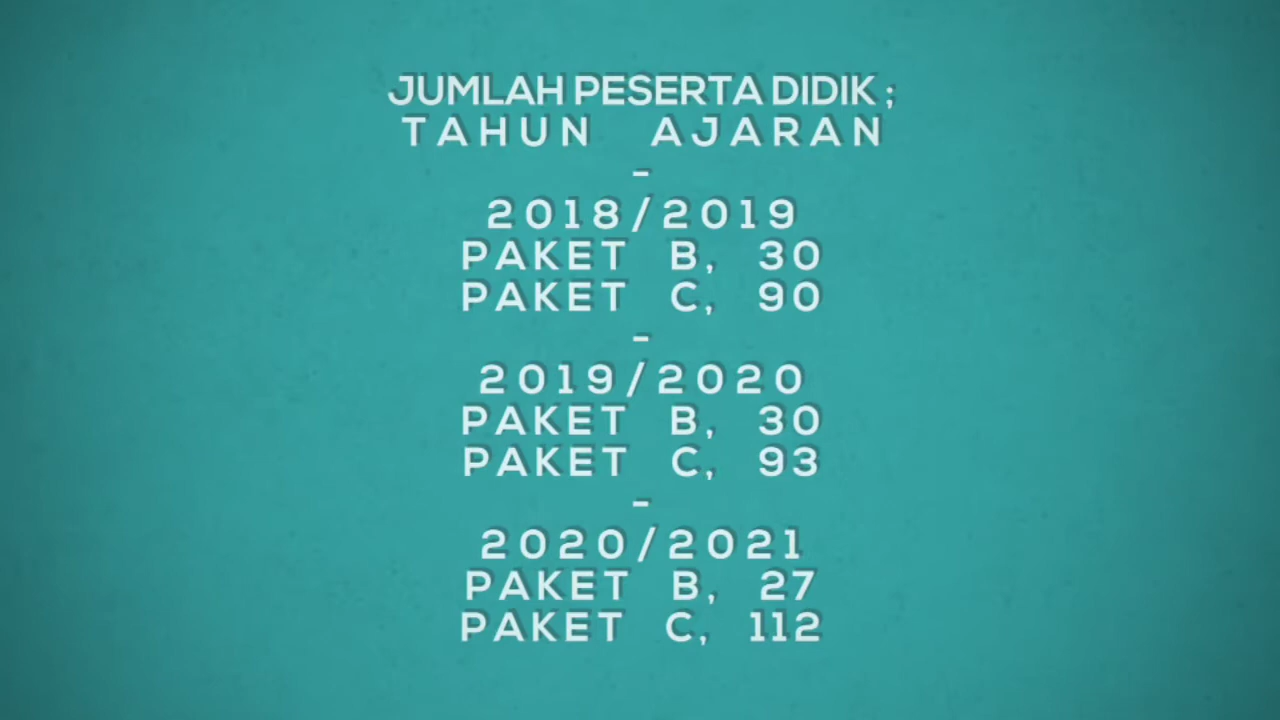 JUMLAH PESERTA DIDIK ;
TAHUN AJARAN
-
2018/2019
PAKET B, 30
PAKET C, 90
-
2019/2020
PAKET B, 30
PAKET C, 93
-
2020/2021
PAKET B, 27
PAKET C, 112